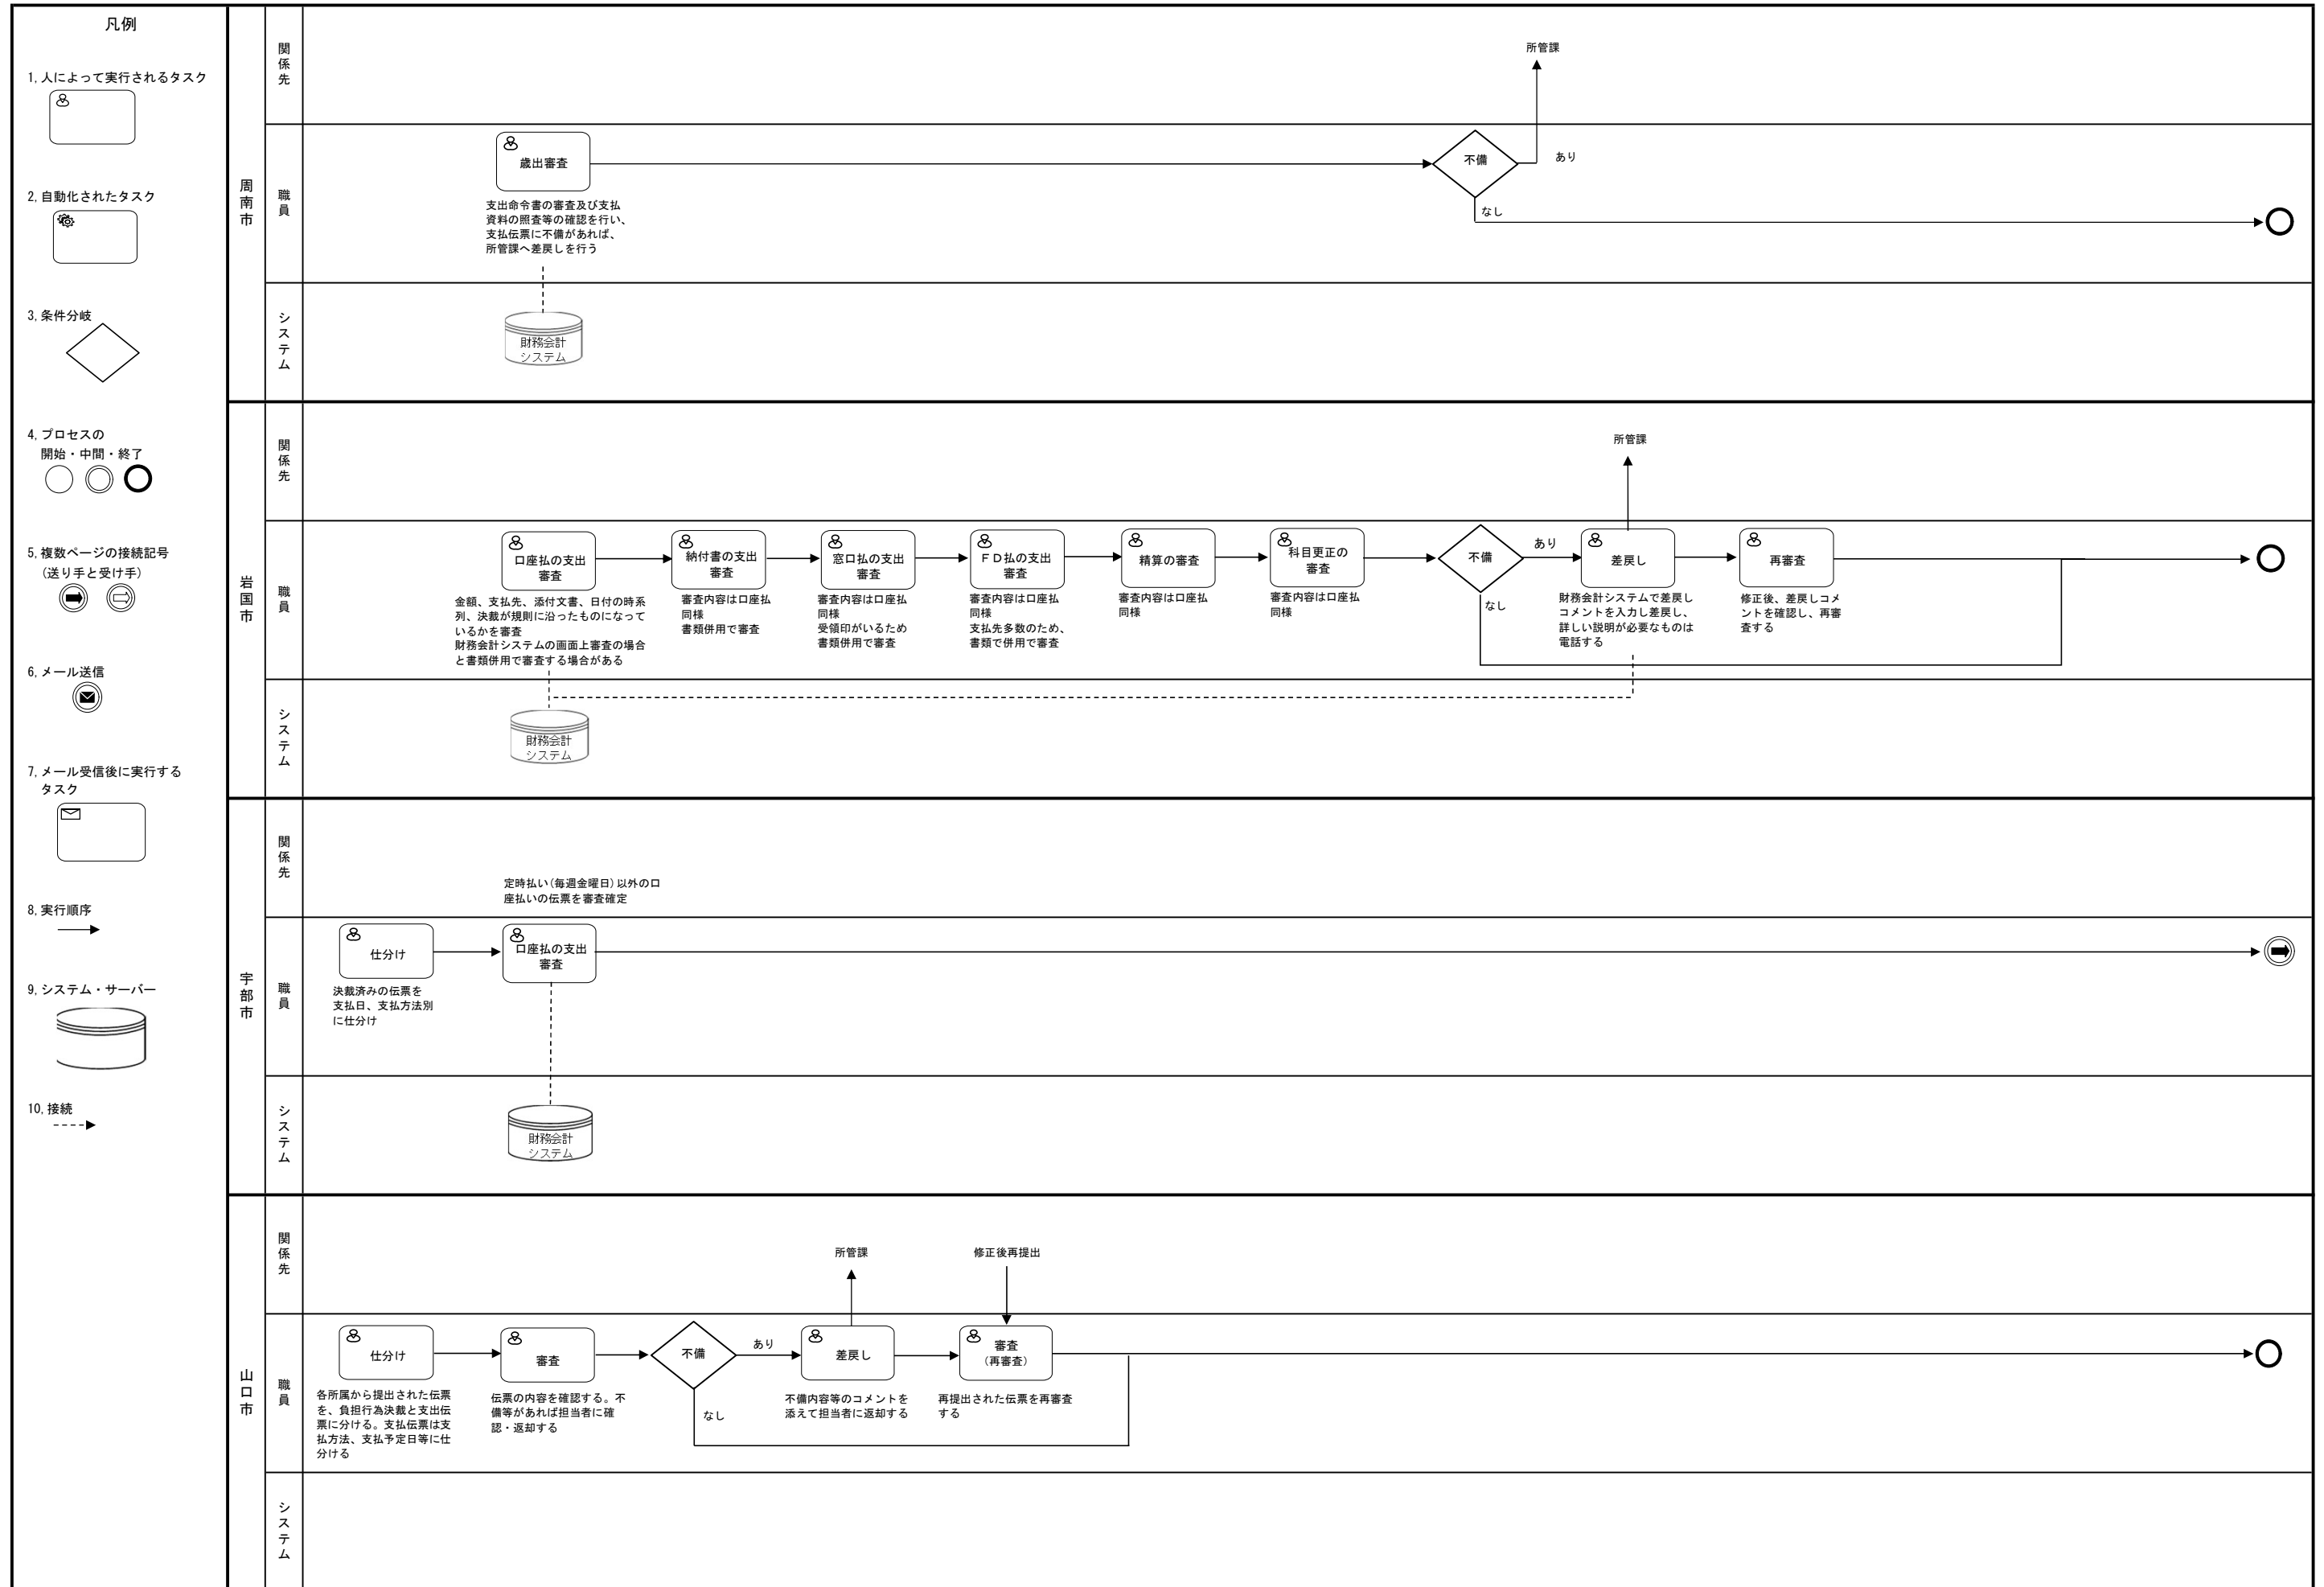 凡例
1,人によって実行されるタスク
2,自動化されたタスク
3,条件分岐
4,プロセスの
開始・中間・終了
5,複数ページの接続記号
(送り手と受け手)
6,メール送信
7,メール受信後に実行する
タスク
8,実行順序
9,システム・サーバー
10,接続
周南市
関係先
所管課
職員
歳出審査
支出命令書の審査及び支払
資料の照査等の確認を行い、
支払伝票に不備があれば、
所管課へ差戻しを行う
不備
あり
なし
システム
財務会計
システム
岩国市
関係先
所管課
職員
口座払の支出
審査
金額、支払先、添付文書、日付の時系
列、決裁が規則に沿ったものになって
いるかを審査
財務会計システムの画面上審査の場合
と書類併用で審査する場合がある
納付書の支出
審査
審査内容は口座払
同様
書類併用で審査
窓口払の支出
審査
審査内容は口座払
同様
受領印がいるため
書類併用で審査
FD払の支出
審査
審査内容は口座払
同様
支払先多数のため、
書類で併用で審査
精算の審査
審査内容は口座払
同様
科目更正の
審査
審査内容は口座払
同様
不備
あり
なし
差戻し
財務会計システムで差戻し
コメントを入力し差戻し、
詳しい説明が必要なものは
電話する
再審査
修正後、差戻しコメ
ントを確認し、再審
査する
システム
財務会計
システム
宇部市
関係先
定時払い(毎週金曜日)以外の口
座払いの伝票を審査確定
職員
仕分け
決裁済みの伝票を
支払日、支払方法別
に仕分け
口座払の支出
審査
システム
財務会計
システム
山口市
関係先
所管課
修正後再提出
職員
仕分け
各所属から提出された伝票
を、負担行為決裁と支出伝
票に分ける。支払伝票は支
払方法、支払予定日等に仕
分ける
審査
伝票の内容を確認する。不
備等があれば担当者に確
認・返却する
不備
あり
なし
差戻し
不備内容等のコメントを
添えて担当者に返却する
審査
(再審査)
再提出された伝票を再審査
する
システム